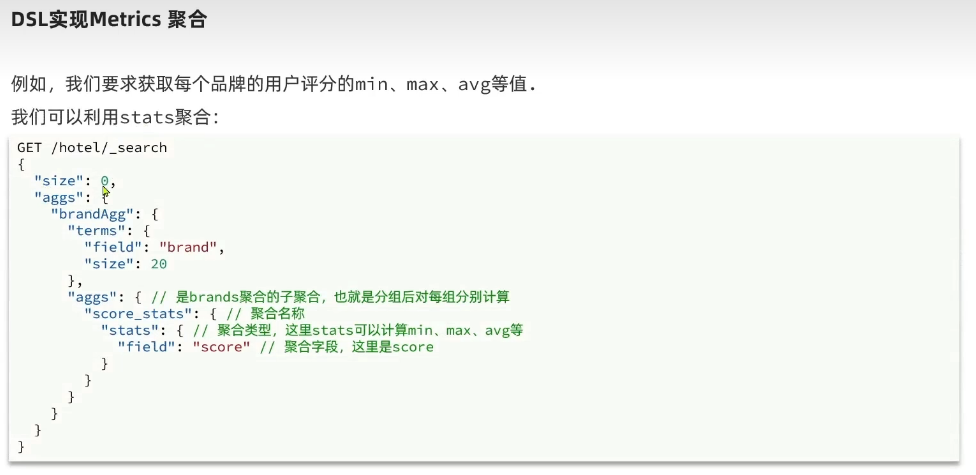 DSL实现Metrics 聚合
例如，我们要求获取每个品牌的用户评分的min、max、avg等值.
我们可以利用stats聚合：
GET /hotel/_search
{
  "size": 0,
  "aggs": {
    "brandAgg": {
      "terms": {
        "field": "brand",
        "size": 20
      },
      "aggs": { // 是brands聚合的子聚合，也就是分组后对每组分别计算
        "score_stats": { // 聚合名称
          "stats": { // 聚合类型，这里stats可以计算min、max、avg等
            "field": "score" // 聚合字段，这里是score
          }
        }
      }
    }
  }
}